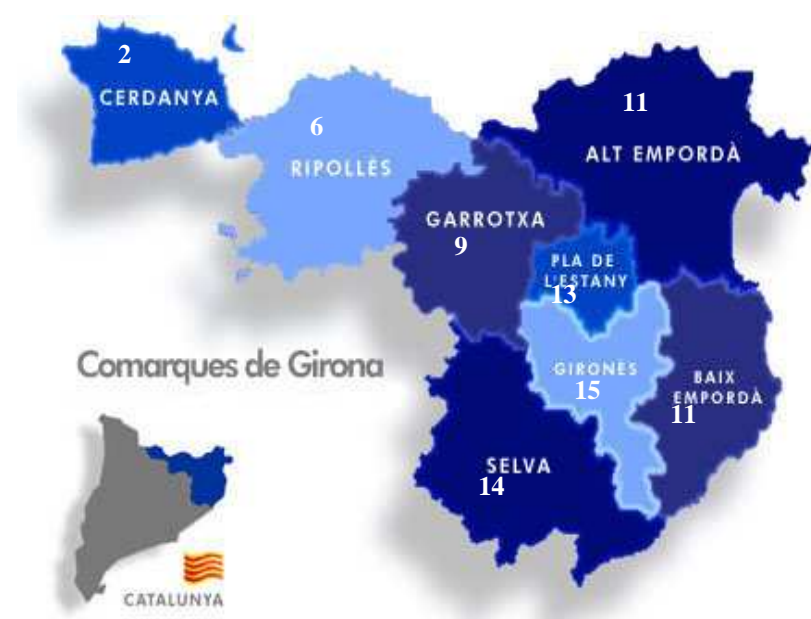 2
CERDANYA
6
RIPOLLÈS
11
ALT EMPORDÀ
GARROTXA
9
PLA DE
L'ESTANY
13
GIRONÈS
15
BAIX
EMPORDÀ
11
SELVA
14
Comarques de Girona
CATALUNYA